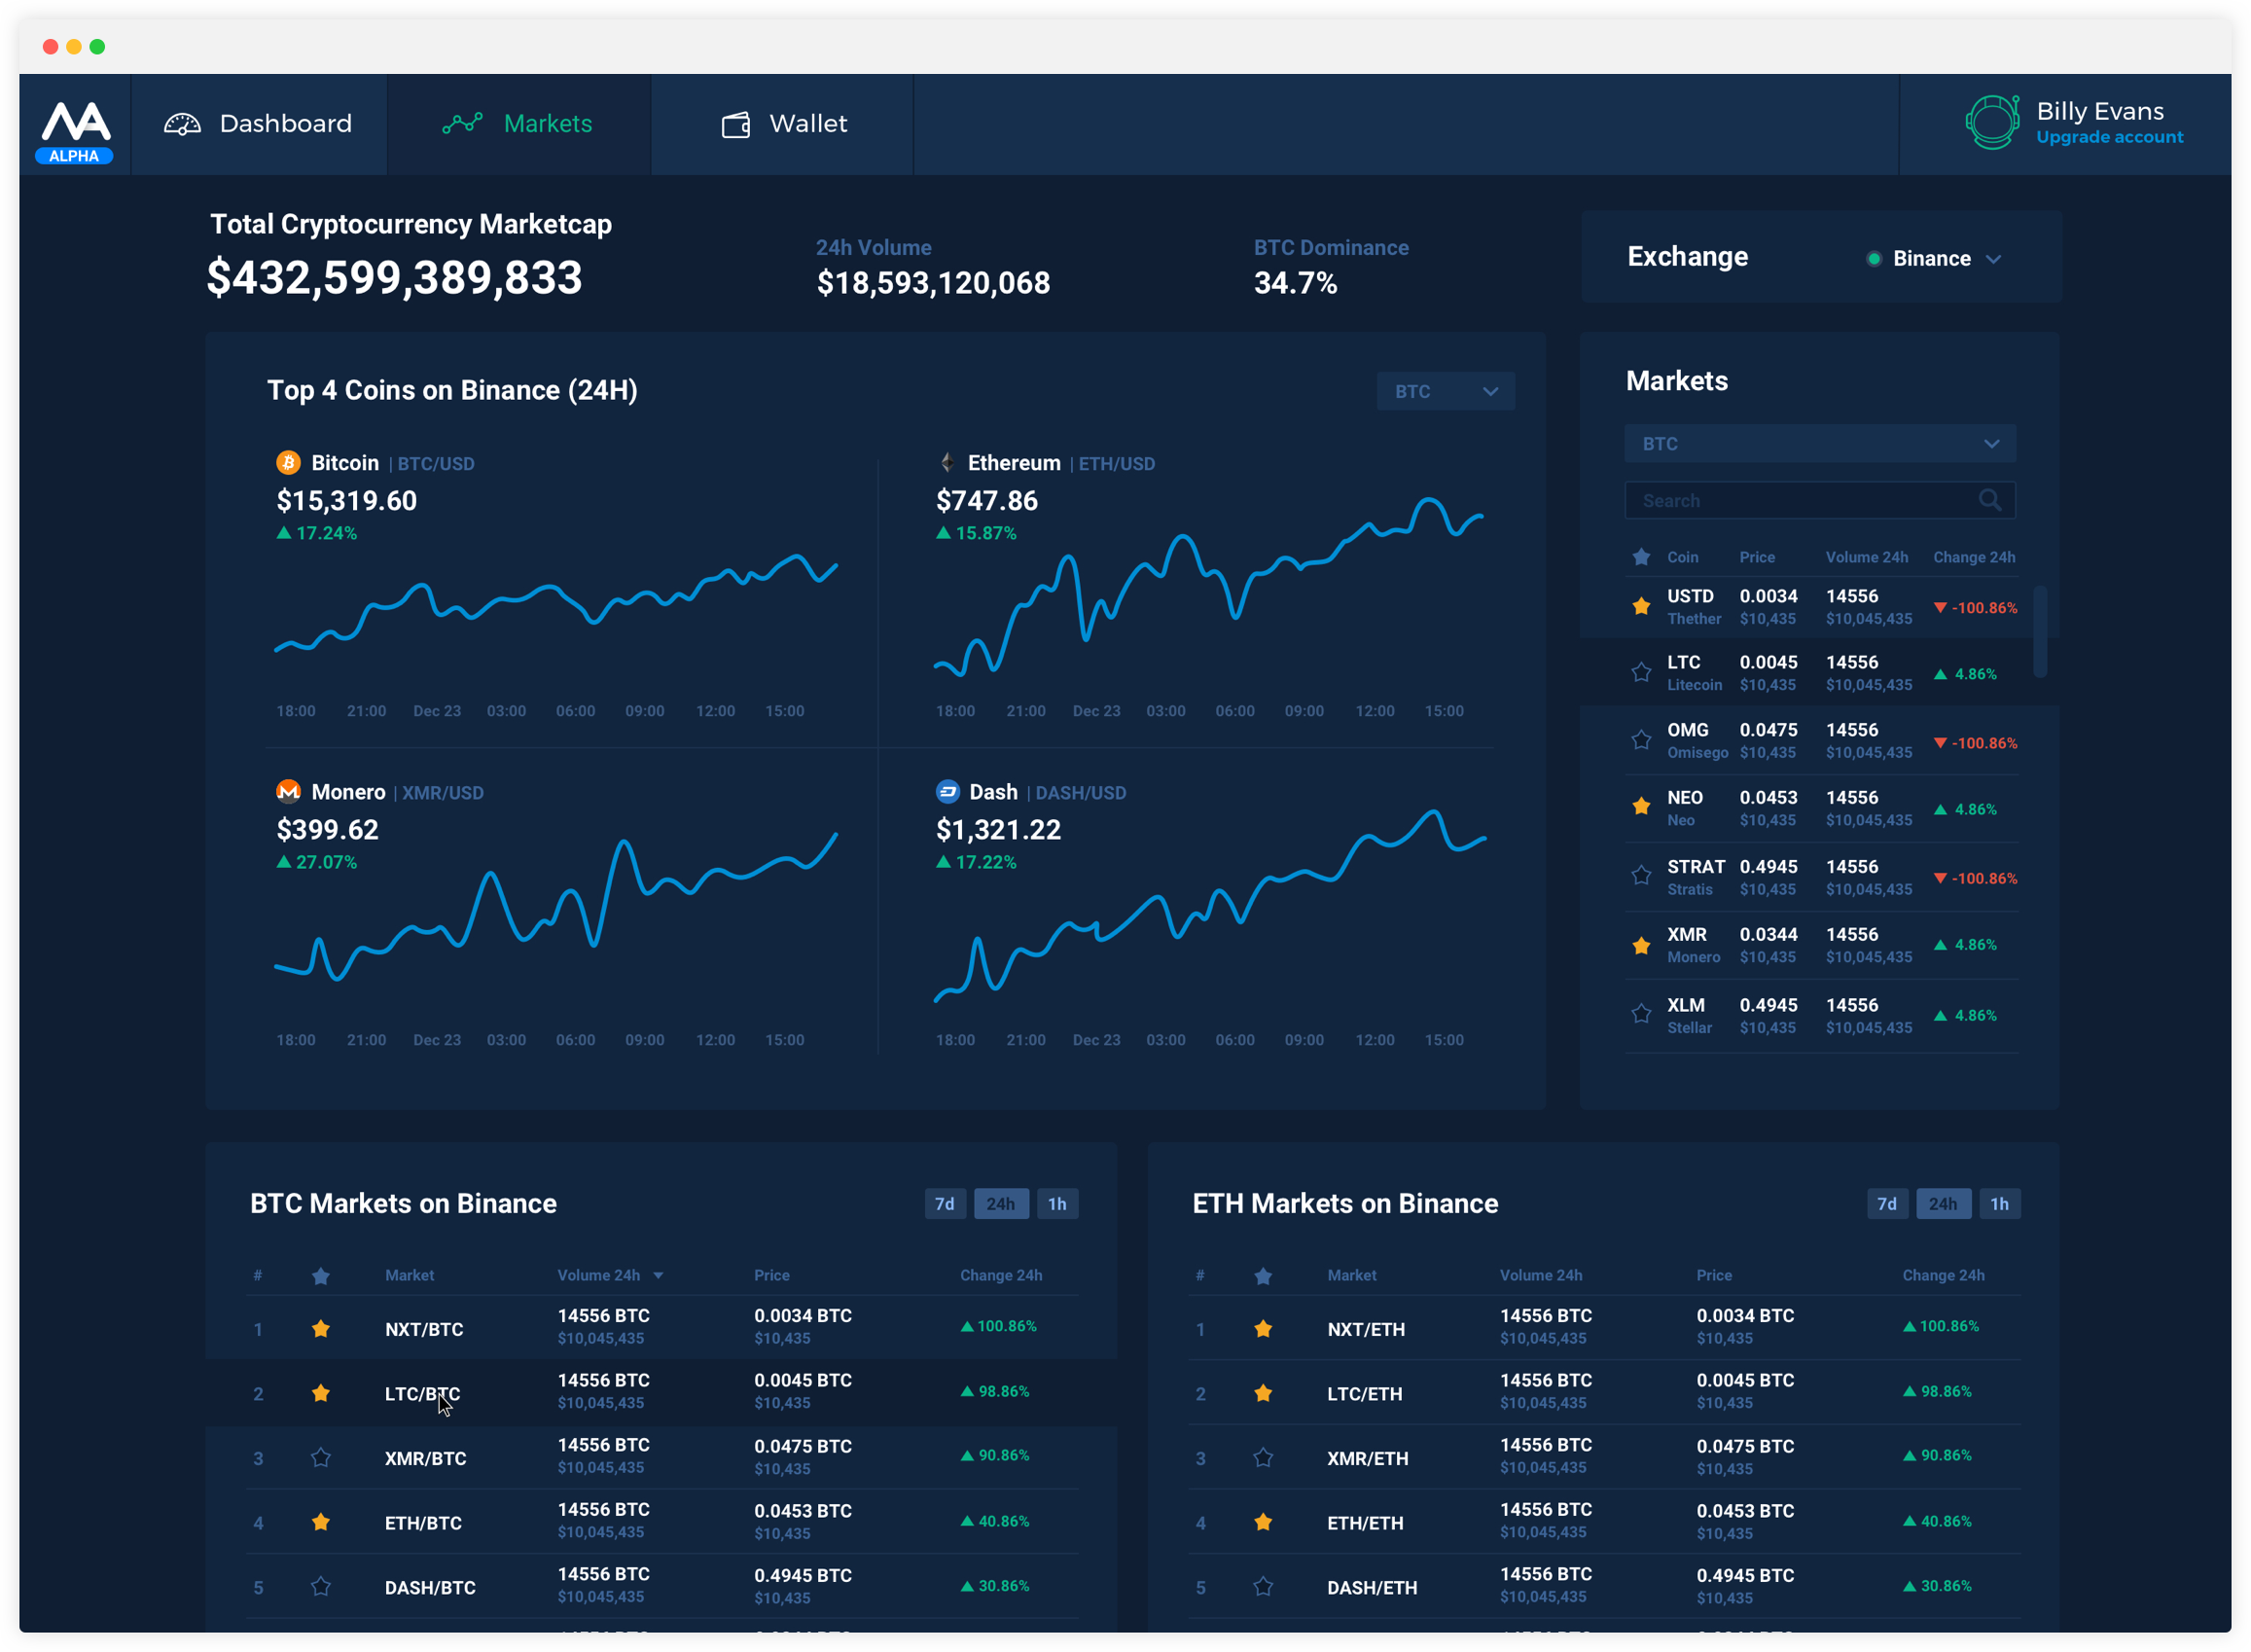 ALPHA
Dashboard
Markets
Wallet
Billy Evans
Upgrade account
Total Cryptocurrency Marketcap
$432,599,389,833
24h Volume
$18,593,120,068
BTC Dominance
34.7%
Exchange
Binance
Top 4 Coins on Binance (24H)
BTC
Bitcoin | BTC/USD
$15,319.60
17.24%
18:00 21:00 Dec 23 03:00 06:00 09:00 12:00 15:00
Ethereum | ETH/USD
$747.86
15.87%
18:00 21:00 Dec 23 03:00 06:00 09:00 12:00 15:00
Monero | XMR/USD
$399.62
27.07%
18:00 21:00 Dec 23 03:00 06:00 09:00 12:00 15:00
Dash | DASH/USD
$1,321.22
17.22%
18:00 21:00 Dec 23 03:00 06:00 09:00 12:00 15:00
Markets
BTC
Search
Coin Price Volume 24h Change 24h
USTD 0.0034 14556 -100.86%
Thether $10,435 $10,045,435
LTC 0.0045 14556 4.86%
Litecoin $10,435 $10,045,435
OMG 0.0475 14556 -100.86%
Omisego $10,435 $10,045,435
NEO 0.0453 14556 4.86%
Neo $10,435 $10,045,435
STRAT 0.4945 14556 -100.86%
Stratis $10,435 $10,045,435
XMR 0.0344 14556 4.86%
Monero $10,435 $10,045,435
XLM 0.4945 14556 4.86%
Stellar $10,435 $10,045,435
BTC Markets on Binance
7d 24h 1h
# Market Volume 24h Price Change 24h
1 NXT/BTC 14556 BTC 0.0034 BTC 100.86%
$10,045,435 $10,435
2 LTC/BTC 14556 BTC 0.0045 BTC 98.86%
$10,045,435 $10,435
3 XMR/BTC 14556 BTC 0.0475 BTC 90.86%
$10,045,435 $10,435
4 ETH/BTC 14556 BTC 0.0453 BTC 40.86%
$10,045,435 $10,435
5 DASH/BTC 14556 BTC 0.4945 BTC 30.86%
$10,045,435 $10,435
ETH Markets on Binance
7d 24h 1h
# Market Volume 24h Price Change 24h
1 NXT/ETH 14556 BTC 0.0034 BTC 100.86%
$10,045,435 $10,435
2 LTC/ETH 14556 BTC 0.0045 BTC 98.86%
$10,045,435 $10,435
3 XMR/ETH 14556 BTC 0.0475 BTC 90.86%
$10,045,435 $10,435
4 ETH/ETH 14556 BTC 0.0453 BTC 40.86%
$10,045,435 $10,435
5 DASH/ETH 14556 BTC 0.4945 BTC 30.86%
$10,045,435 $10,435